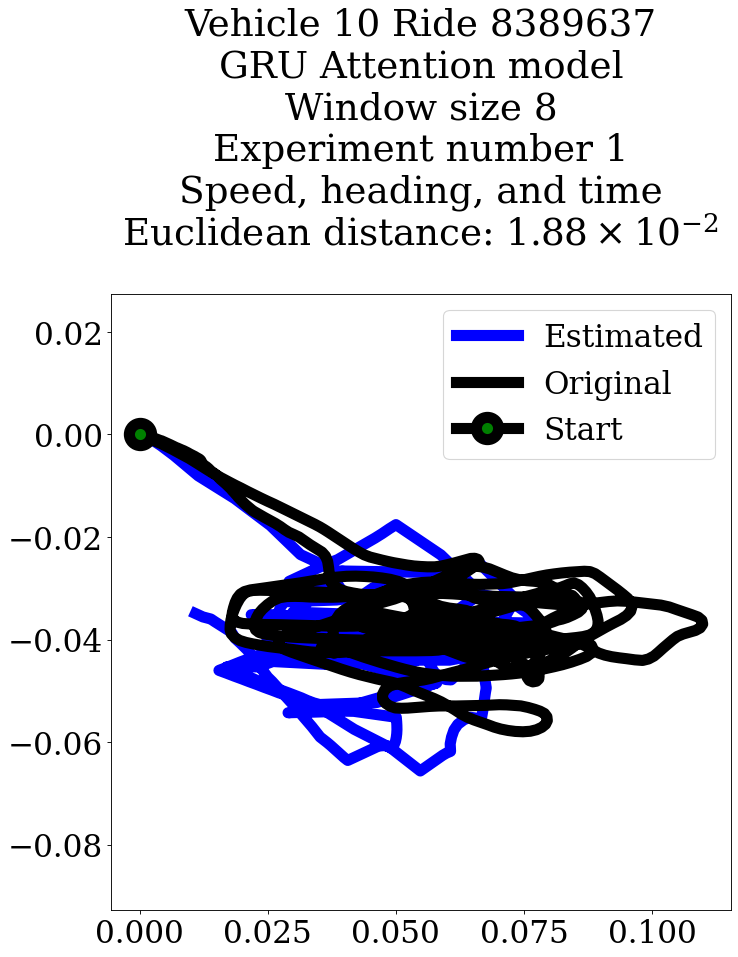 Vehicle 10 Ride 8389637
GRU Attention model
Window size 8
Experiment number 1
Speed, heading, and time
Euclidean distance: 1.88 × 10⁻²
Estimated
Original
Start
0.02
0.00
−0.02
−0.04
−0.06
−0.08
0.000 0.025 0.050 0.075 0.100